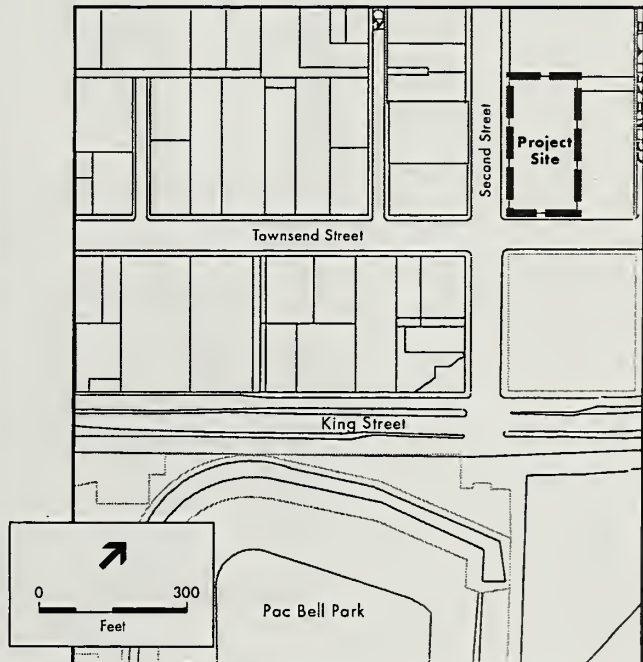 Second Street
Project
Site
Townsend Street
King Street
0 300
Feet
Pac Bell Park